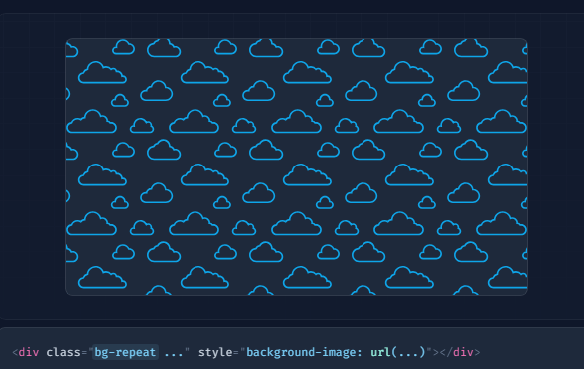 <div class="bg-repeat ..." style="background-image: url(...)"></div>